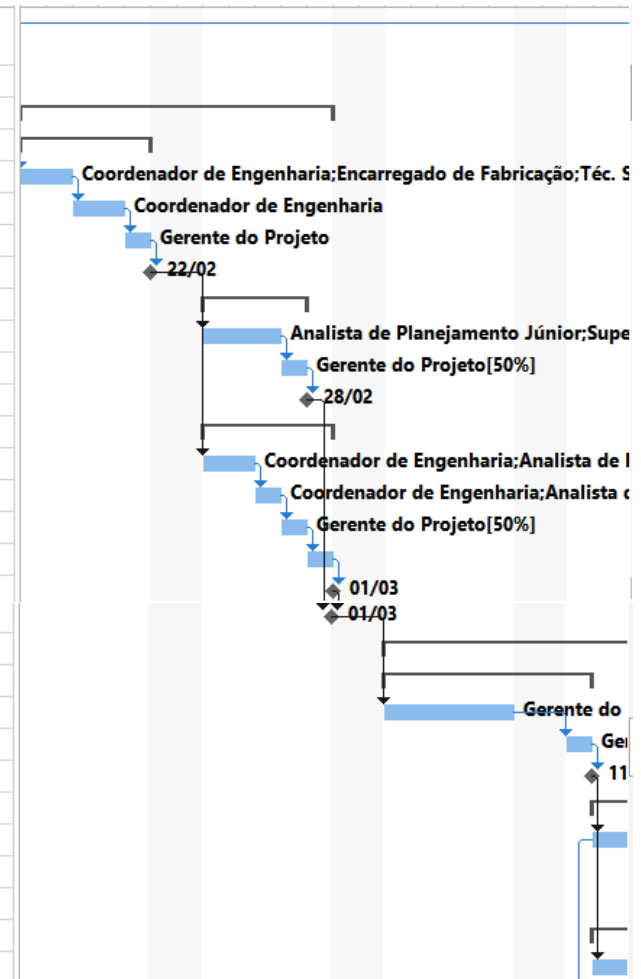 Coordenador de Engenharia;Encarregado de Fabricação;Téc. S
Coordenador de Engenharia
Gerente do Projeto
22/02
Analista de Planejamento Júnior;Supe
Gerente do Projeto[50%]
28/02
Coordenador de Engenharia;Analista de
Coordenador de Engenharia;Analista
Gerente do Projeto[50%]
01/03
01/03
Gerente do
Ger
11